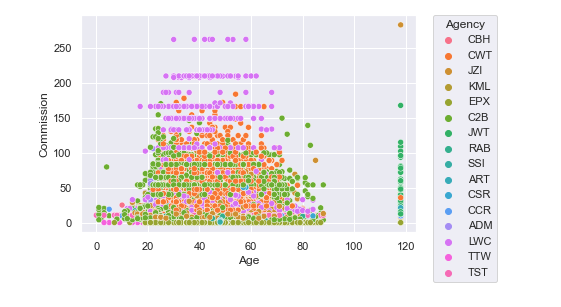 Agency
CBH
CWT
JZI
KML
EPX
C2B
JWT
RAB
SSI
ART
CSR
CCR
ADM
LWC
TTW
TST
Commission
250
200
150
100
50
0
0 20 40 60 80 100 120
Age